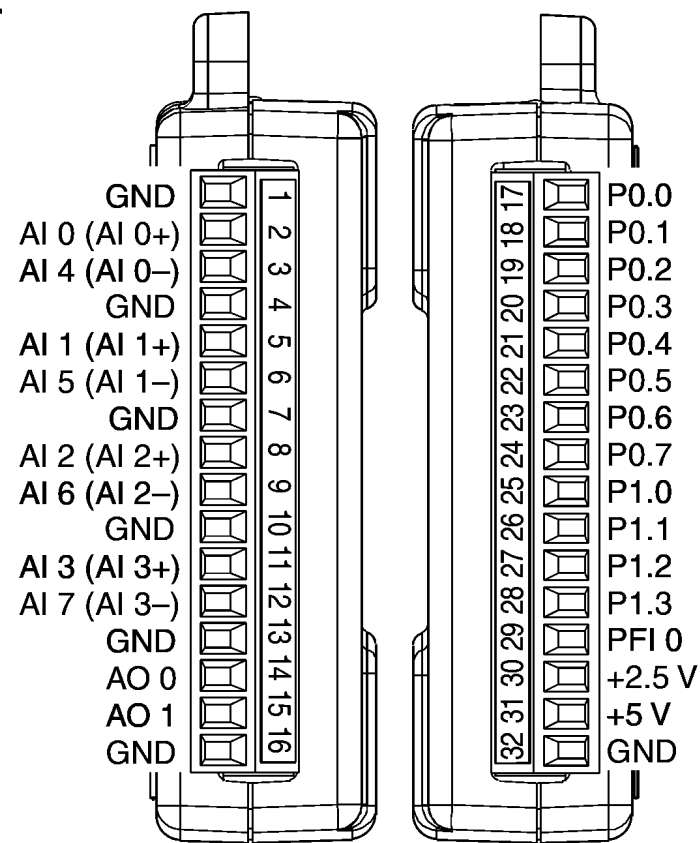 GND 1 17 P0.0
AI 0 (AI 0+) 2 18 P0.1
AI 4 (AI 0–) 3 19 P0.2
GND 4 20 P0.3
AI 1 (AI 1+) 5 21 P0.4
AI 5 (AI 1–) 6 22 P0.5
GND 7 23 P0.6
AI 2 (AI 2+) 8 24 P0.7
AI 6 (AI 2–) 9 25 P1.0
GND 10 26 P1.1
AI 3 (AI 3+) 11 27 P1.2
AI 7 (AI 3–) 12 28 P1.3
GND 13 29 PFI 0
AO 0 14 30 +2.5 V
AO 1 15 31 +5 V
GND 16 32 GND